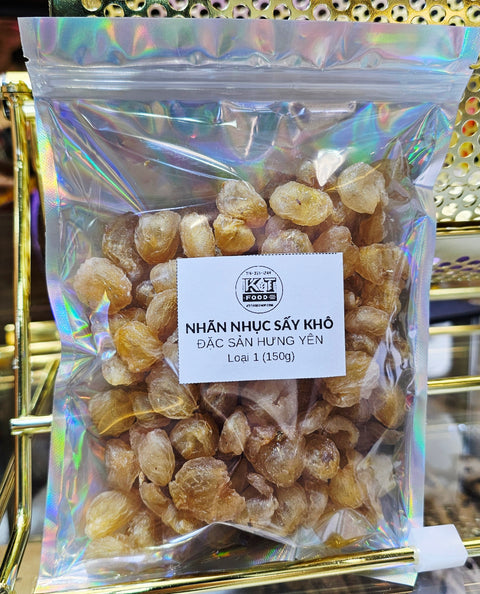 K&T
FOOD
NHÃN NHỤC SẤY KHÔ
ĐẶC SẢN HƯNG YÊN
Loại 1 (150g)